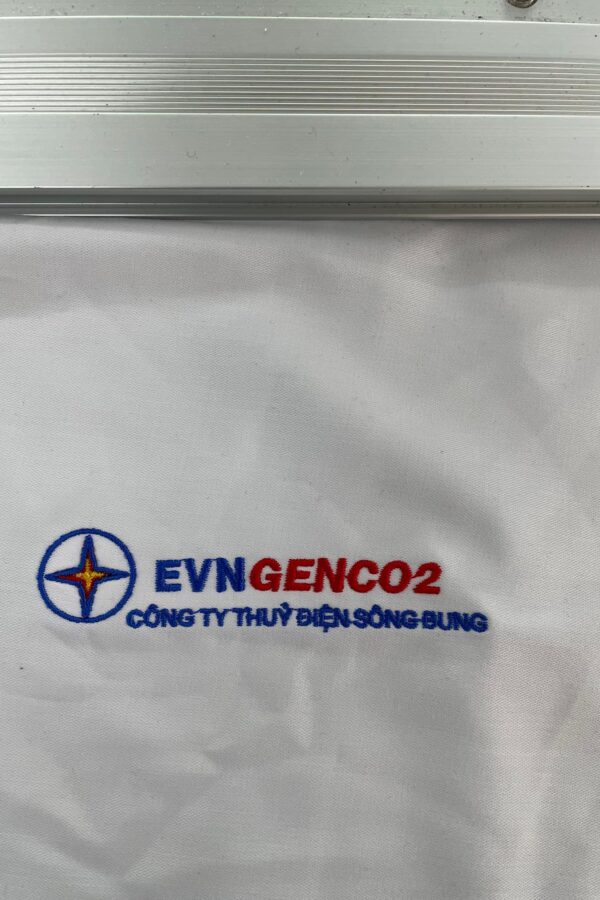 EVNGENCO2
CÔNG TY THUỶ ĐIỆN SÔNG BUNG